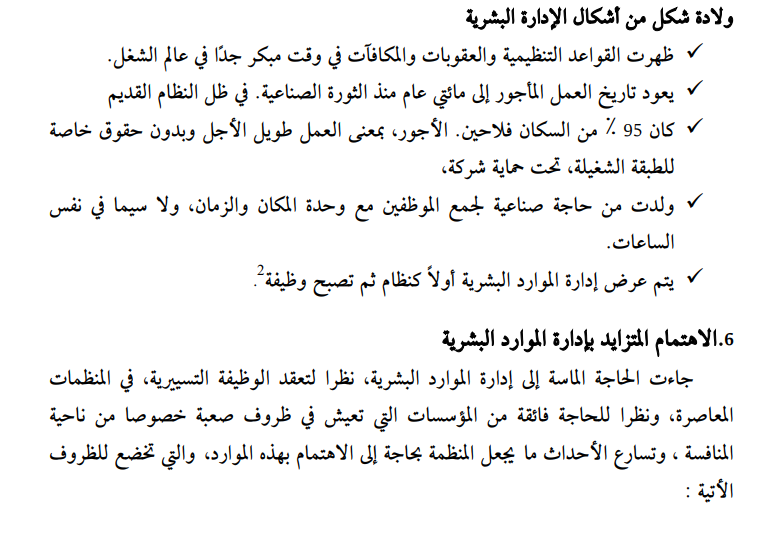 ولادة شكل من أشكال الإدارة البشرية
✓ ظهرت القواعد التنظيمية والعقوبات والمكافآت في وقت مبكر جدًا في عالم الشغل.
✓ يعود تاريخ العمل المأجور إلى مائتي عام منذ الثورة الصناعية. في ظل النظام القديم
✓ كان 95 ٪ من السكان فلاحين. الأجور، بمعنى العمل طويل الأجل وبدون حقوق خاصة
للطبقة الشغيلة، تحت حماية شركة،
✓ ولدت من حاجة صناعية لجمع الموظفين مع وحدة المكان والزمان، ولا سيما في نفس
الساعات.
✓ يتم عرض إدارة الموارد البشرية أولاً كنظام ثم تصبح وظيفة2.
6.الاهتمام المتزايد بإدارة الموارد البشرية
جاءت الحاجة الماسة إلى إدارة الموارد البشرية، نظرا لتعقد الوظيفة التسييرية، في المنظمات
المعاصرة، ونظرا للحاجة فائقة من المؤسسات التي تعيش في ظروف صعبة خصوصا من ناحية
المنافسة ، وتسارع الأحداث ما يجعل المنظمة بحاجة إلى الاهتمام بهذه الموارد، والتي تخضع للظروف
الأتية :